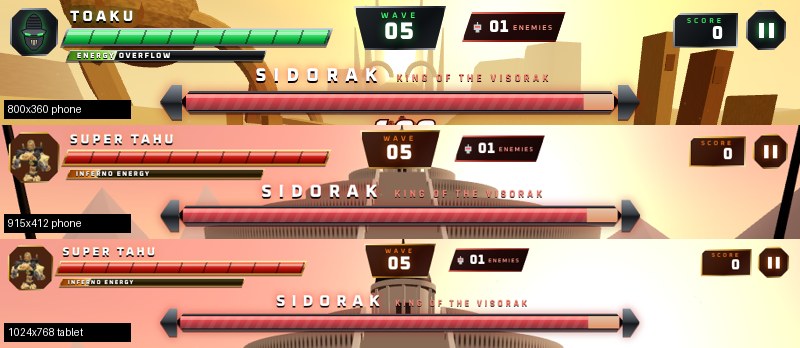 TOAKU
WAVE
05
01 ENEMIES
SCORE
0
ENERGY OVERFLOW
SIDORAK KING OF THE VISORAK
800x360 phone
SUPER TAHU
WAVE
05
01 ENEMIES
SCORE
0
INFERNO ENERGY
SIDORAK KING OF THE VISORAK
915x412 phone
SUPER TAHU
WAVE
05
01 ENEMIES
SCORE
0
INFERNO ENERGY
SIDORAK KING OF THE VISORAK
1024x768 tablet